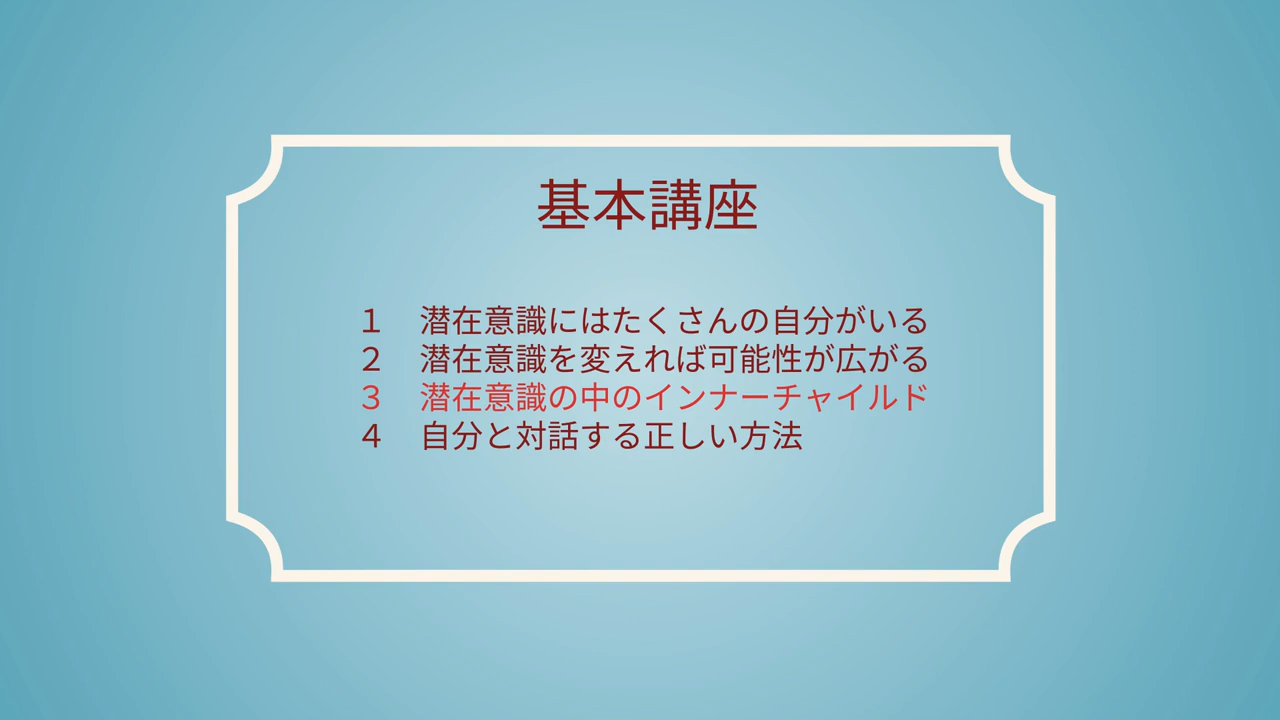 基本講座
１　潜在意識にはたくさんの自分がいる
２　潜在意識を変えれば可能性が広がる
３　潜在意識の中のインナーチャイルド
４　自分と対話する正しい方法